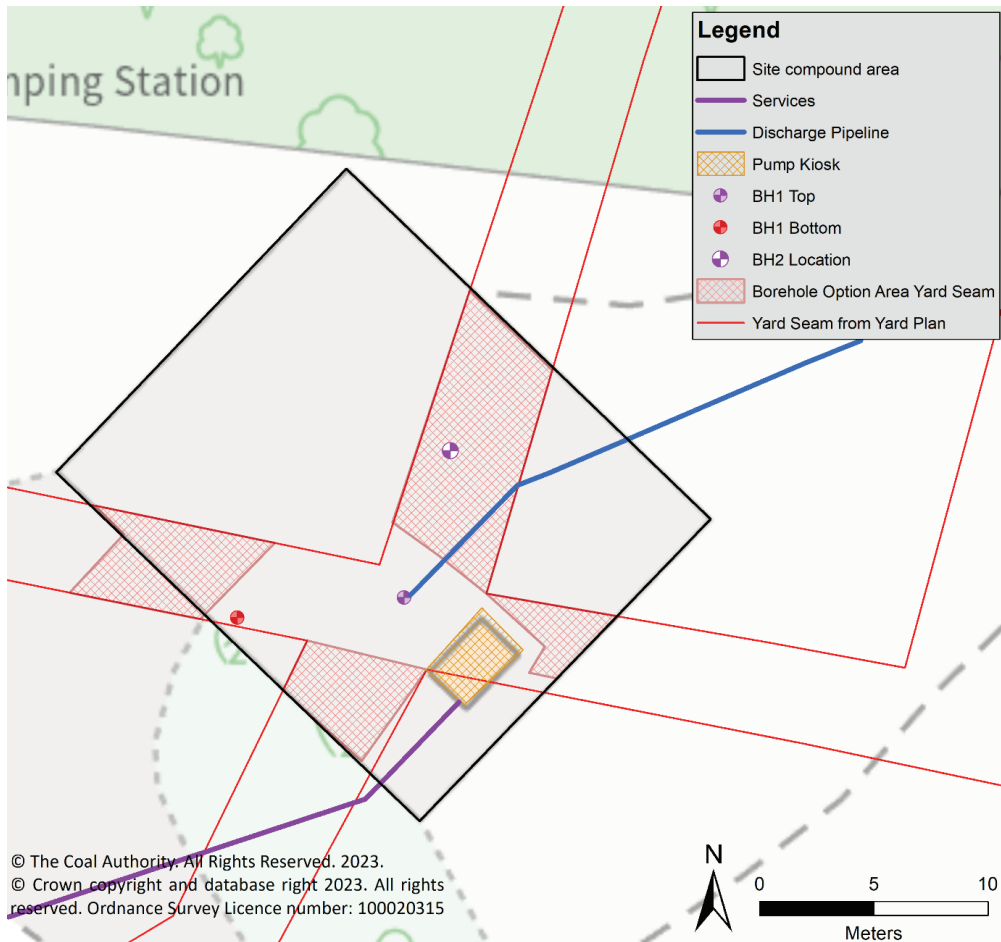 nping Station
Legend
Site compound area
Services
Discharge Pipeline
Pump Kiosk
BH1 Top
BH1 Bottom
BH2 Location
Borehole Option Area Yard Seam
Yard Seam from Yard Plan
© The Coal Authority. All Rights Reserved. 2023.
© Crown copyright and database right 2023. All rights
reserved. Ordnance Survey Licence number: 100020315
N
0 5 10
Meters